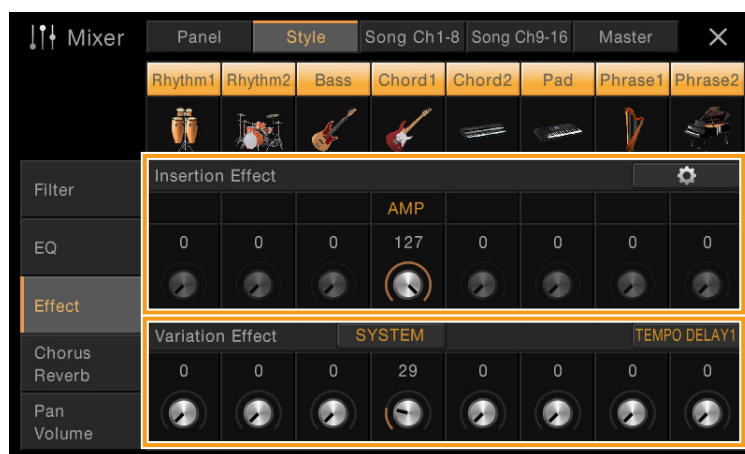 Mixer Panel Style Song Ch1-8 Song Ch9-16 Master
Rhythm1 Rhythm2 Bass Chord1 Chord2 Pad Phrase1 Phrase2
Filter
EQ
Effect
Chorus
Reverb
Pan
Volume
Insertion Effect
AMP
0 0 0 127 0 0 0 0
Variation Effect SYSTEM TEMPO DELAY1
0 0 0 29 0 0 0 0